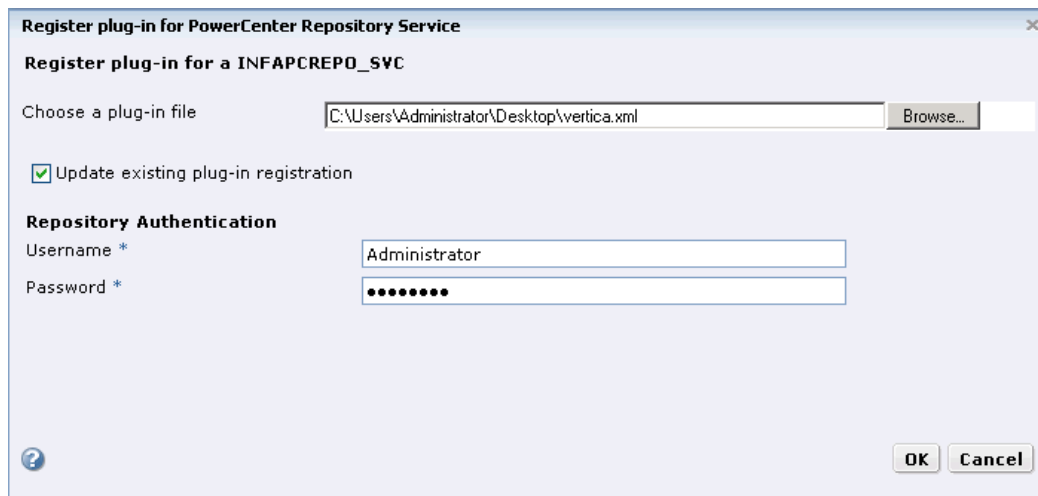 Register plug-in for PowerCenter Repository Service
Register plug-in for a INFAPCREPO_SVC
Choose a plug-in file C:\Users\Administrator\Desktop\vertica.xml Browse...
Update existing plug-in registration
Repository Authentication
Username * Administrator
Password * ●●●●●●●●
? OK Cancel